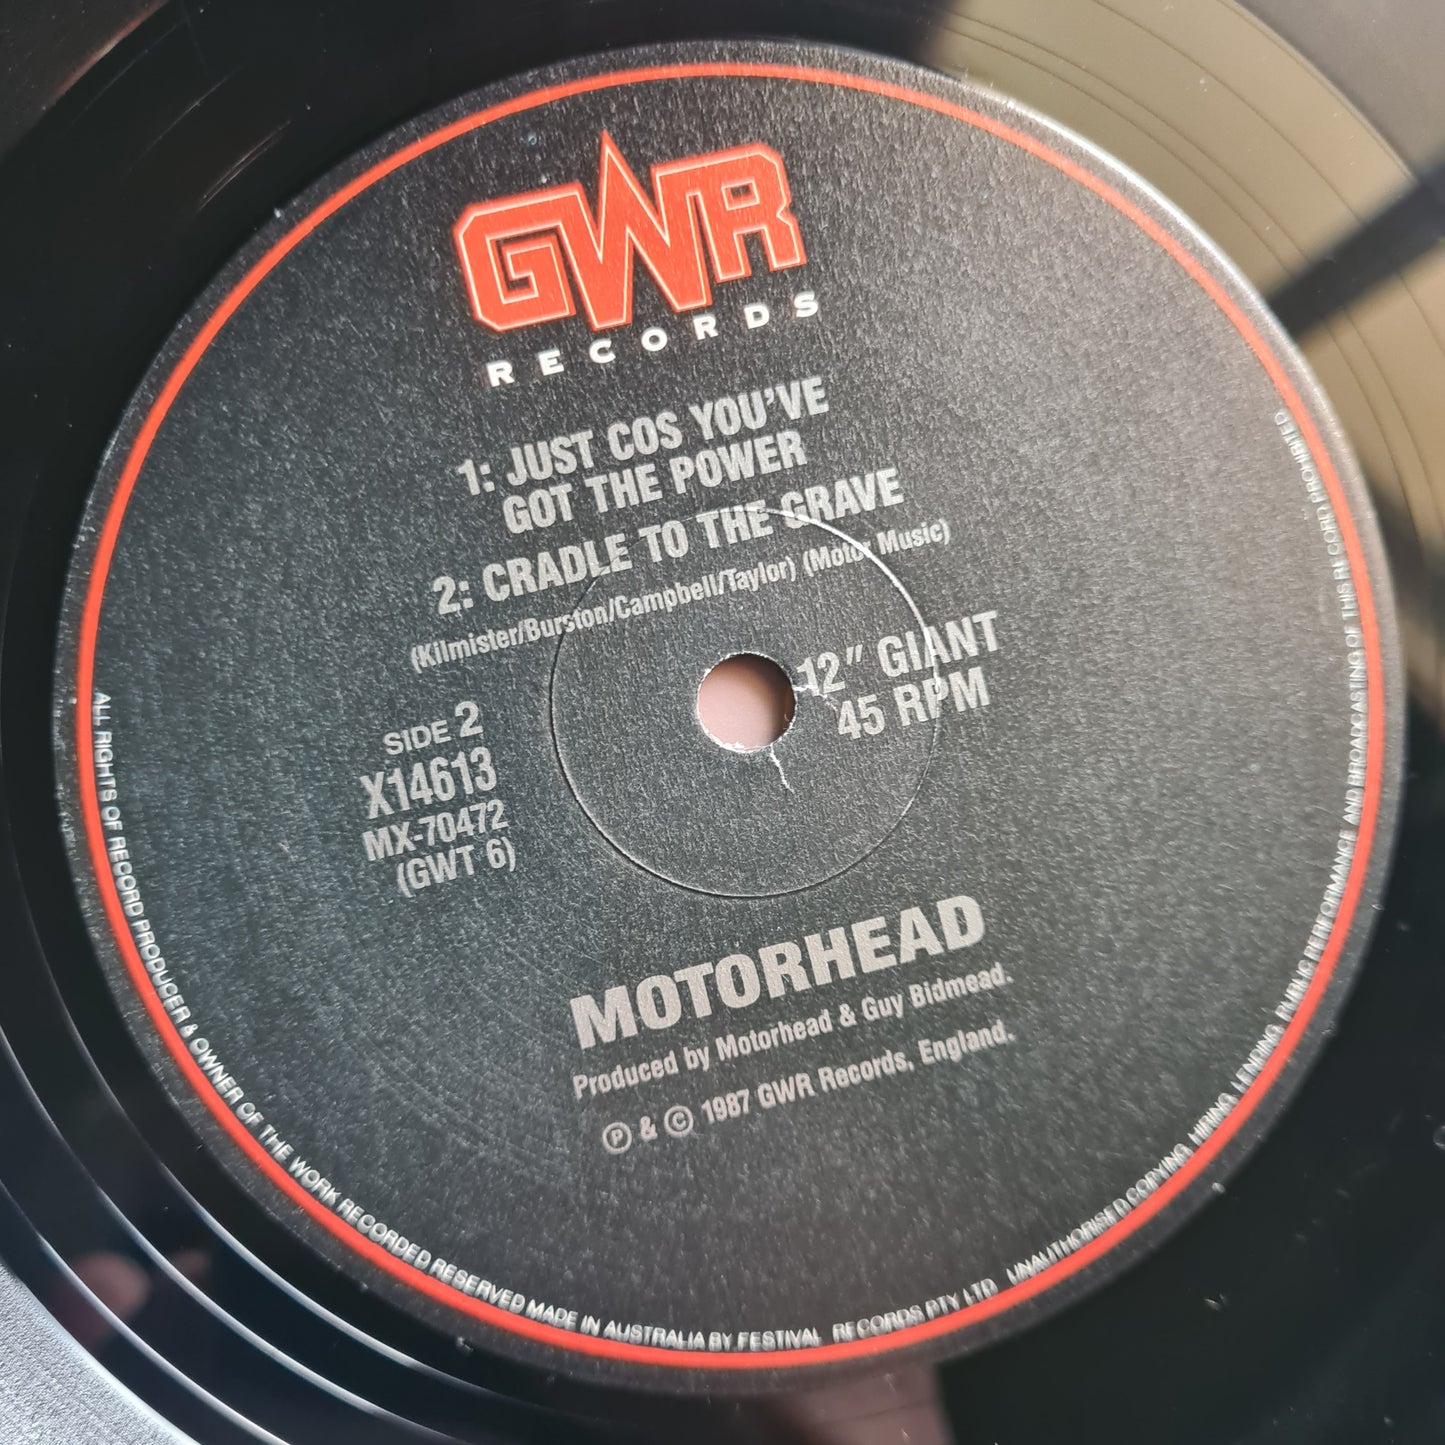 GWR
RECORDS
1: JUST COS YOU'VE
GOT THE POWER
2: CRADLE TO THE GRAVE
(Kilmister/Burston/Campbell/Taylor) (Motor Music)
12" GIANT
45 RPM
SIDE 2
X14613
MX-70472
(GWT 6)
MOTORHEAD
Produced by Motorhead & Guy Bidmead.
Ⓟ & © 1987 GWR Records, England.
ALL RIGHTS OF RECORD PRODUCER & OWNER OF THE WORK RECORDED RESERVED MADE IN AUSTRALIA BY FESTIVAL RECORDS PTY LTD UNAUTHORISED COPYING, HIRING, LENDING, PUBLIC PERFORMANCE AND BROADCASTING OF THIS RECORD PROHIBITED